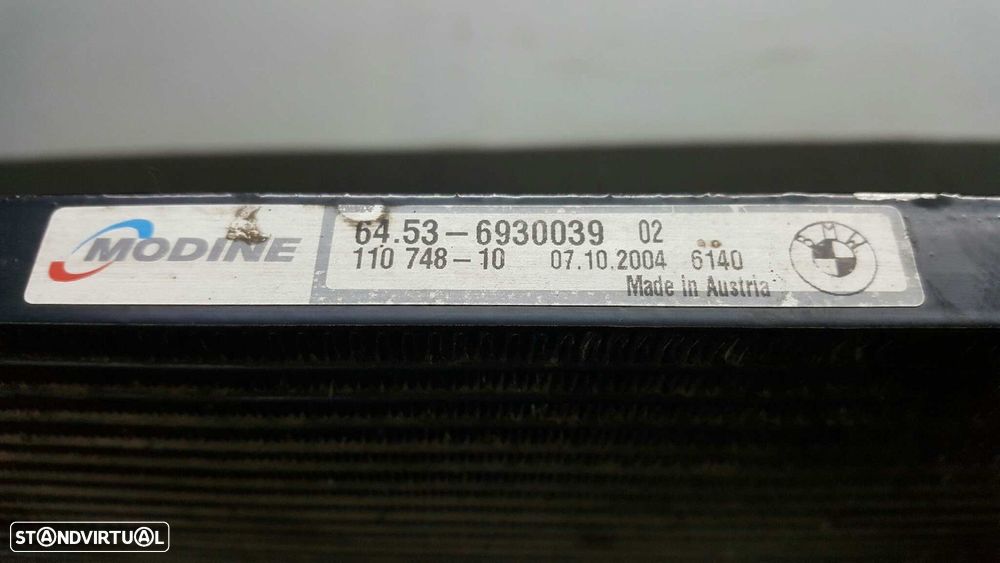 MODINE
64.53-6930039 02
110 748-10 07.10.2004 6140
Made in Austria
BMW
STANDVIRTUAL